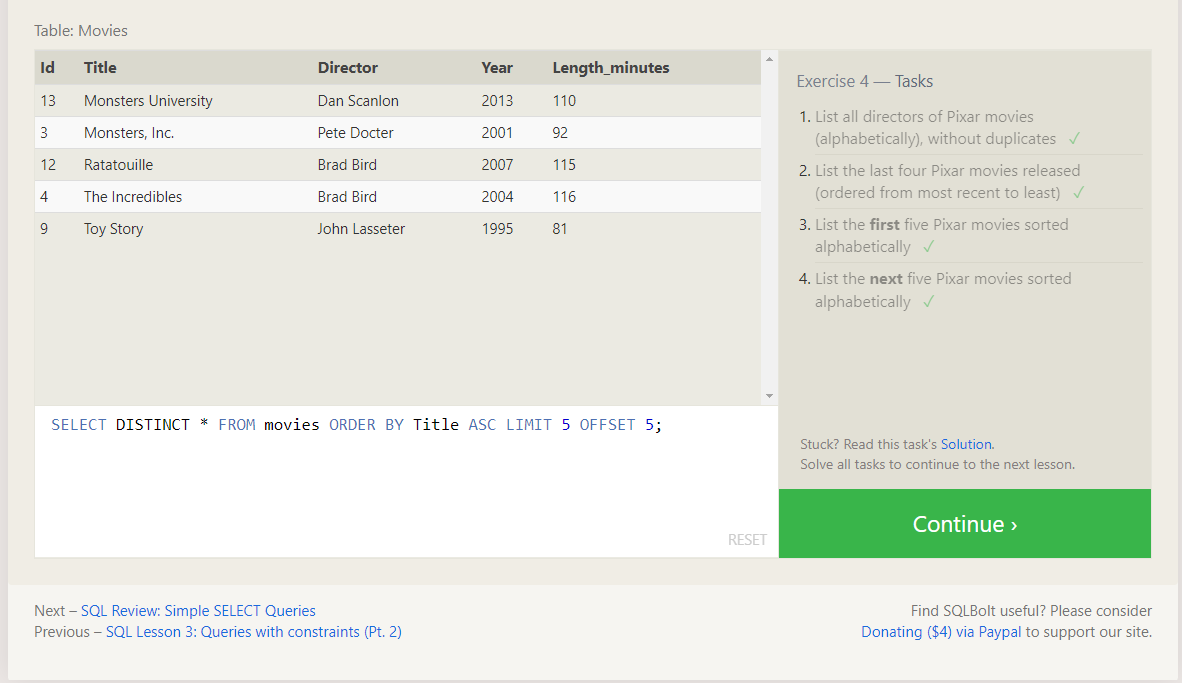 Table: Movies
Id Title Director Year Length_minutes
13 Monsters University Dan Scanlon 2013 110
3 Monsters, Inc. Pete Docter 2001 92
12 Ratatouille Brad Bird 2007 115
4 The Incredibles Brad Bird 2004 116
9 Toy Story John Lasseter 1995 81
SELECT DISTINCT * FROM movies ORDER BY Title ASC LIMIT 5 OFFSET 5;
RESET
Exercise 4 — Tasks
1. List all directors of Pixar movies
(alphabetically), without duplicates ✓
2. List the last four Pixar movies released
(ordered from most recent to least) ✓
3. List the first five Pixar movies sorted
alphabetically ✓
4. List the next five Pixar movies sorted
alphabetically ✓
Stuck? Read this task's Solution.
Solve all tasks to continue to the next lesson.
Continue ›
Next – SQL Review: Simple SELECT Queries
Previous – SQL Lesson 3: Queries with constraints (Pt. 2)
Find SQLBolt useful? Please consider
Donating ($4) via Paypal to support our site.